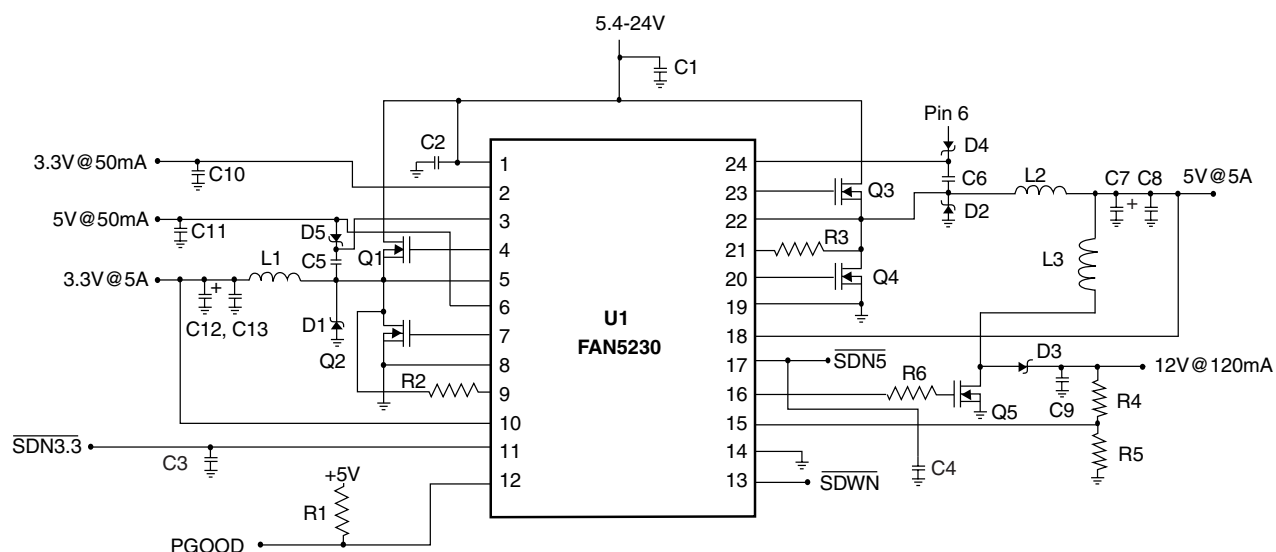 5.4-24V
C1
Pin 6
C2
D4
3.3V@50mA
C10
1
24
C6
L2
C7
C8
5V@5A
2
23
Q3
5V@50mA
C11
D5
3
22
D2
+
C5
Q1
4
21
R3
L3
3.3V@5A
L1
5
20
Q4
+
C12, C13
D1
6
19
U1
FAN5230
Q2
7
18
8
17
SDN5
D3
12V@120mA
R2
9
16
R6
Q5
C9
R4
10
15
SDN3.3
C3
11
14
C4
R5
+5V
12
13
SDWN
R1
PGOOD